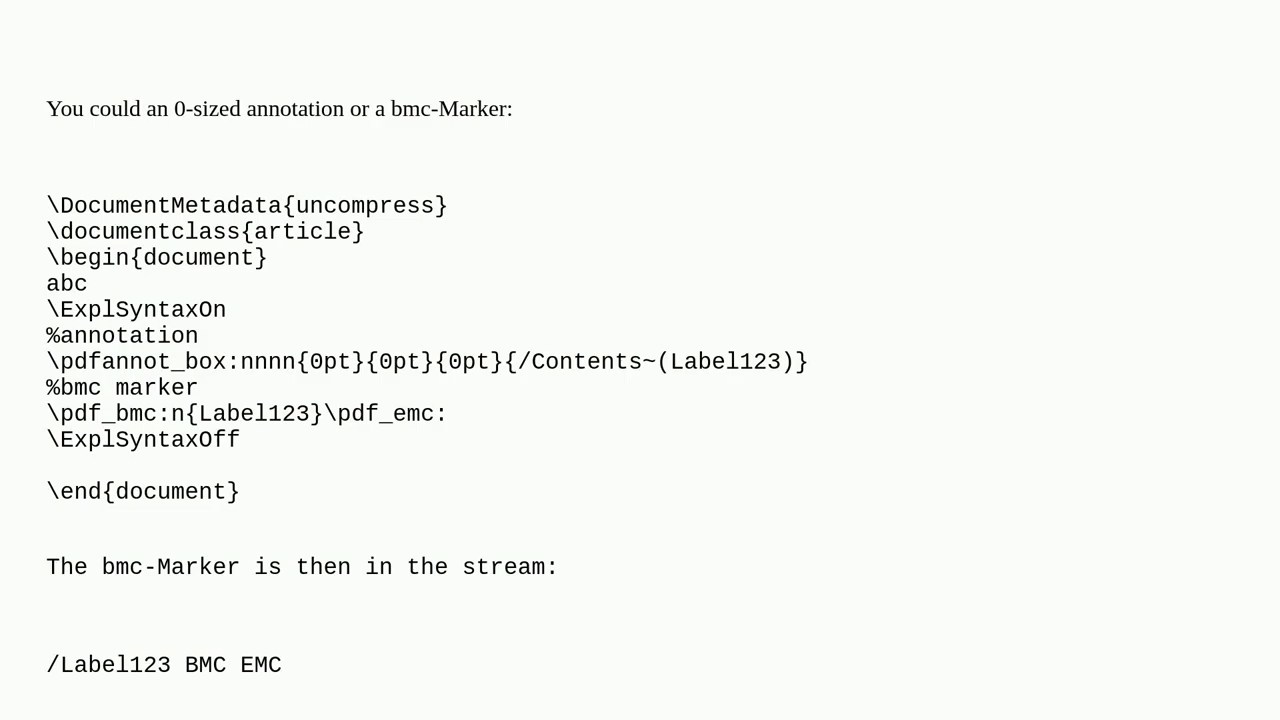 You could an 0-sized annotation or a bmc-Marker:
\DocumentMetadata{uncompress}
\documentclass{article}
\begin{document}
abc
\ExplSyntaxOn
%annotation
\pdfannot_box:nnnn{0pt}{0pt}{0pt}{/Contents~(Label123)}
%bmc marker
\pdf_bmc:n{Label123}\pdf_emc:
\ExplSyntaxOff
\end{document}
The bmc-Marker is then in the stream:
/Label123 BMC EMC